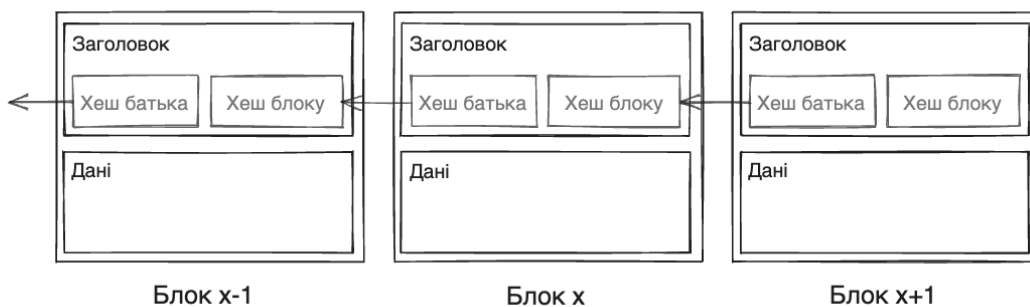 Заголовок
Хеш батька Хеш блоку
Дані
Блок x-1
Заголовок
Хеш батька Хеш блоку
Дані
Блок x
Заголовок
Хеш батька Хеш блоку
Дані
Блок x+1